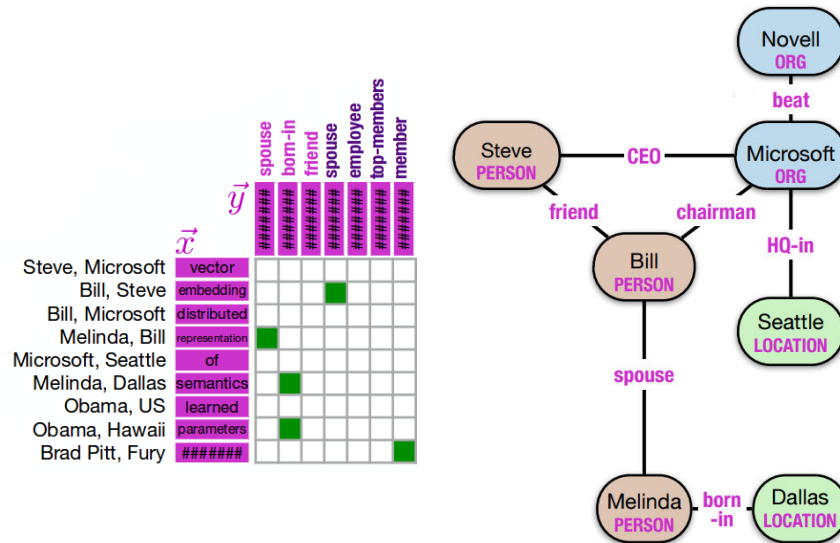 spouse
born-in
friend
spouse
employee
top-members
member
y
#######
#######
#######
#######
#######
#######
#######
x
Steve, Microsoft vector
Bill, Steve embedding
Bill, Microsoft distributed
Melinda, Bill representation
Microsoft, Seattle of
Melinda, Dallas semantics
Obama, US learned
Obama, Hawaii parameters
Brad Pitt, Fury #######
Novell
ORG
beat
Steve
PERSON
CEO
Microsoft
ORG
friend
chairman
HQ-in
Bill
PERSON
Seattle
LOCATION
spouse
Melinda
PERSON
born
-in
Dallas
LOCATION